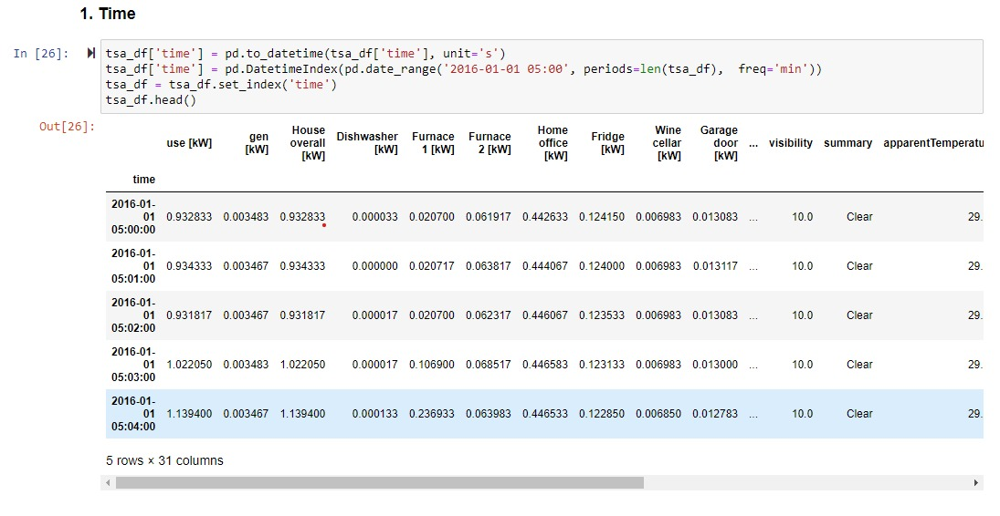 1. Time
In [26]:
tsa_df['time'] = pd.to_datetime(tsa_df['time'], unit='s')
tsa_df['time'] = pd.DatetimeIndex(pd.date_range('2016-01-01 05:00', periods=len(tsa_df),  freq='min'))
tsa_df = tsa_df.set_index('time')
tsa_df.head()
Out[26]:
use [kW] gen [kW] House overall [kW] Dishwasher [kW] Furnace 1 [kW] Furnace 2 [kW] Home office [kW] Fridge [kW] Wine cellar [kW] Garage door [kW] ... visibility summary apparentTemperatu
time
2016-01-01 05:00:00 0.932833 0.003483 0.932833 0.000033 0.020700 0.061917 0.442633 0.124150 0.006983 0.013083 ... 10.0 Clear 29.
2016-01-01 05:01:00 0.934333 0.003467 0.934333 0.000000 0.020717 0.063817 0.444067 0.124000 0.006983 0.013117 ... 10.0 Clear 29.
2016-01-01 05:02:00 0.931817 0.003467 0.931817 0.000017 0.020700 0.062317 0.446067 0.123533 0.006983 0.013083 ... 10.0 Clear 29.
2016-01-01 05:03:00 1.022050 0.003483 1.022050 0.000017 0.106900 0.068517 0.446583 0.123133 0.006983 0.013000 ... 10.0 Clear 29.
2016-01-01 05:04:00 1.139400 0.003467 1.139400 0.000133 0.236933 0.063983 0.446533 0.122850 0.006850 0.012783 ... 10.0 Clear 29.
5 rows × 31 columns